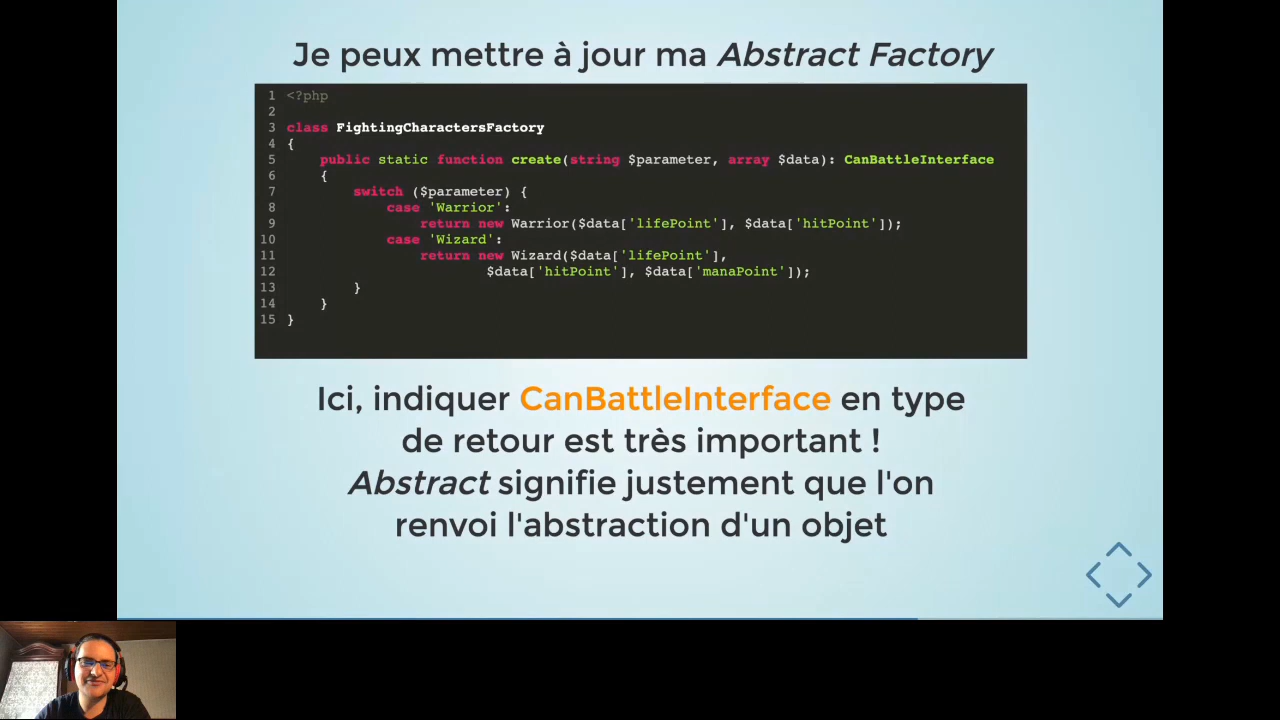 Je peux mettre à jour ma Abstract Factory
1 <?php
2
3 class FightingCharactersFactory
4 {
5     public static function create(string $parameter, array $data): CanBattleInterface
6     {
7         switch ($parameter) {
8             case 'Warrior':
9                 return new Warrior($data['lifePoint'], $data['hitPoint']);
10             case 'Wizard':
11                 return new Wizard($data['lifePoint'],
12                         $data['hitPoint'], $data['manaPoint']);
13         }
14     }
15 }
Ici, indiquer CanBattleInterface en type
de retour est très important !
Abstract signifie justement que l'on
renvoi l'abstraction d'un objet